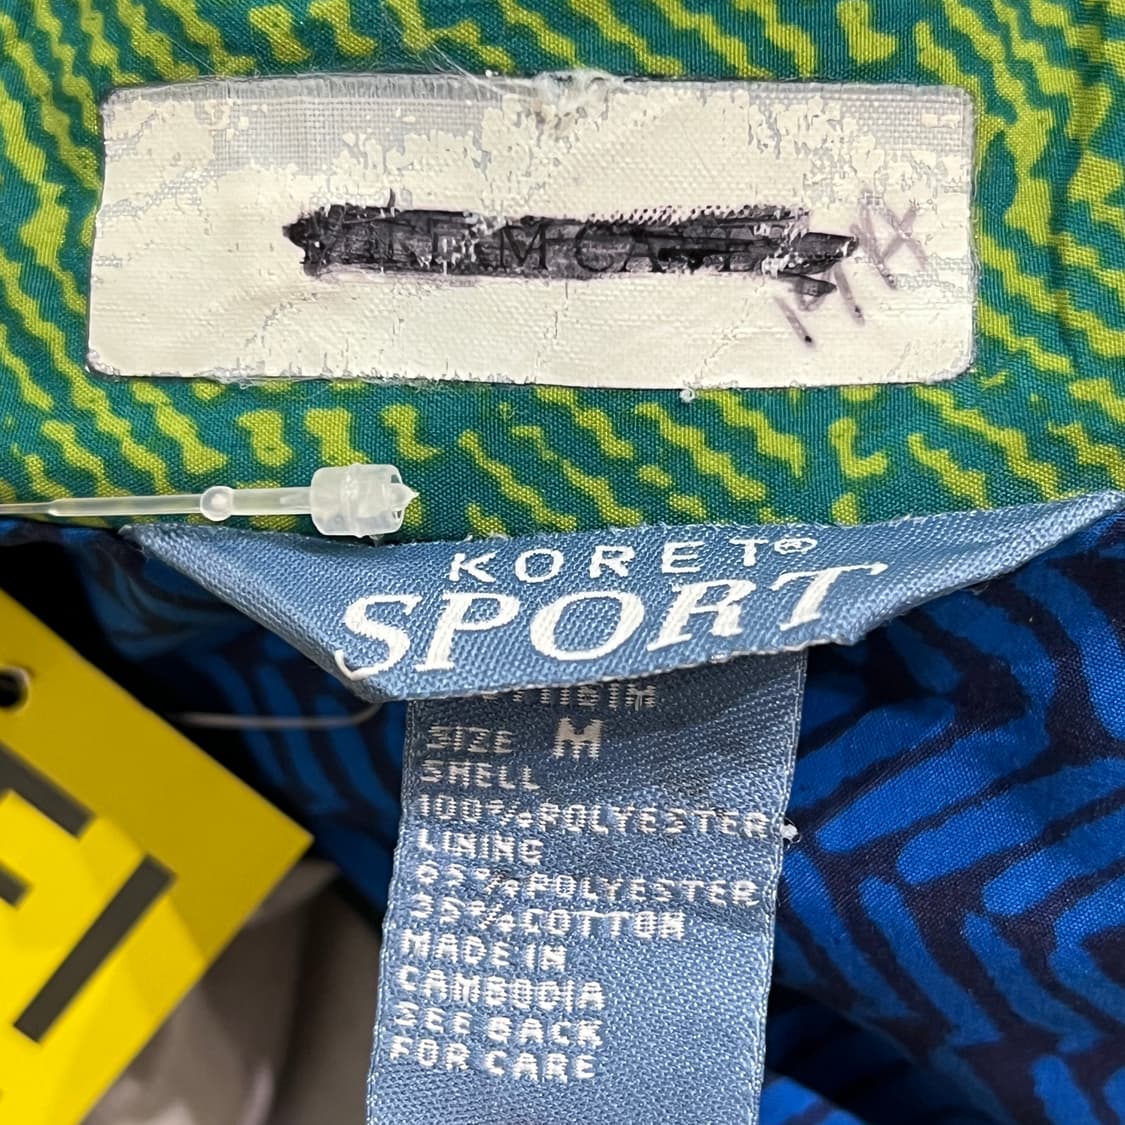 KORET®
SPORT
SIZE M
SHELL
100%POLYESTER
LINING
65%POLYESTER
35%COTTON
MADE IN
CAMBODIA
SEE BACK
FOR CARE